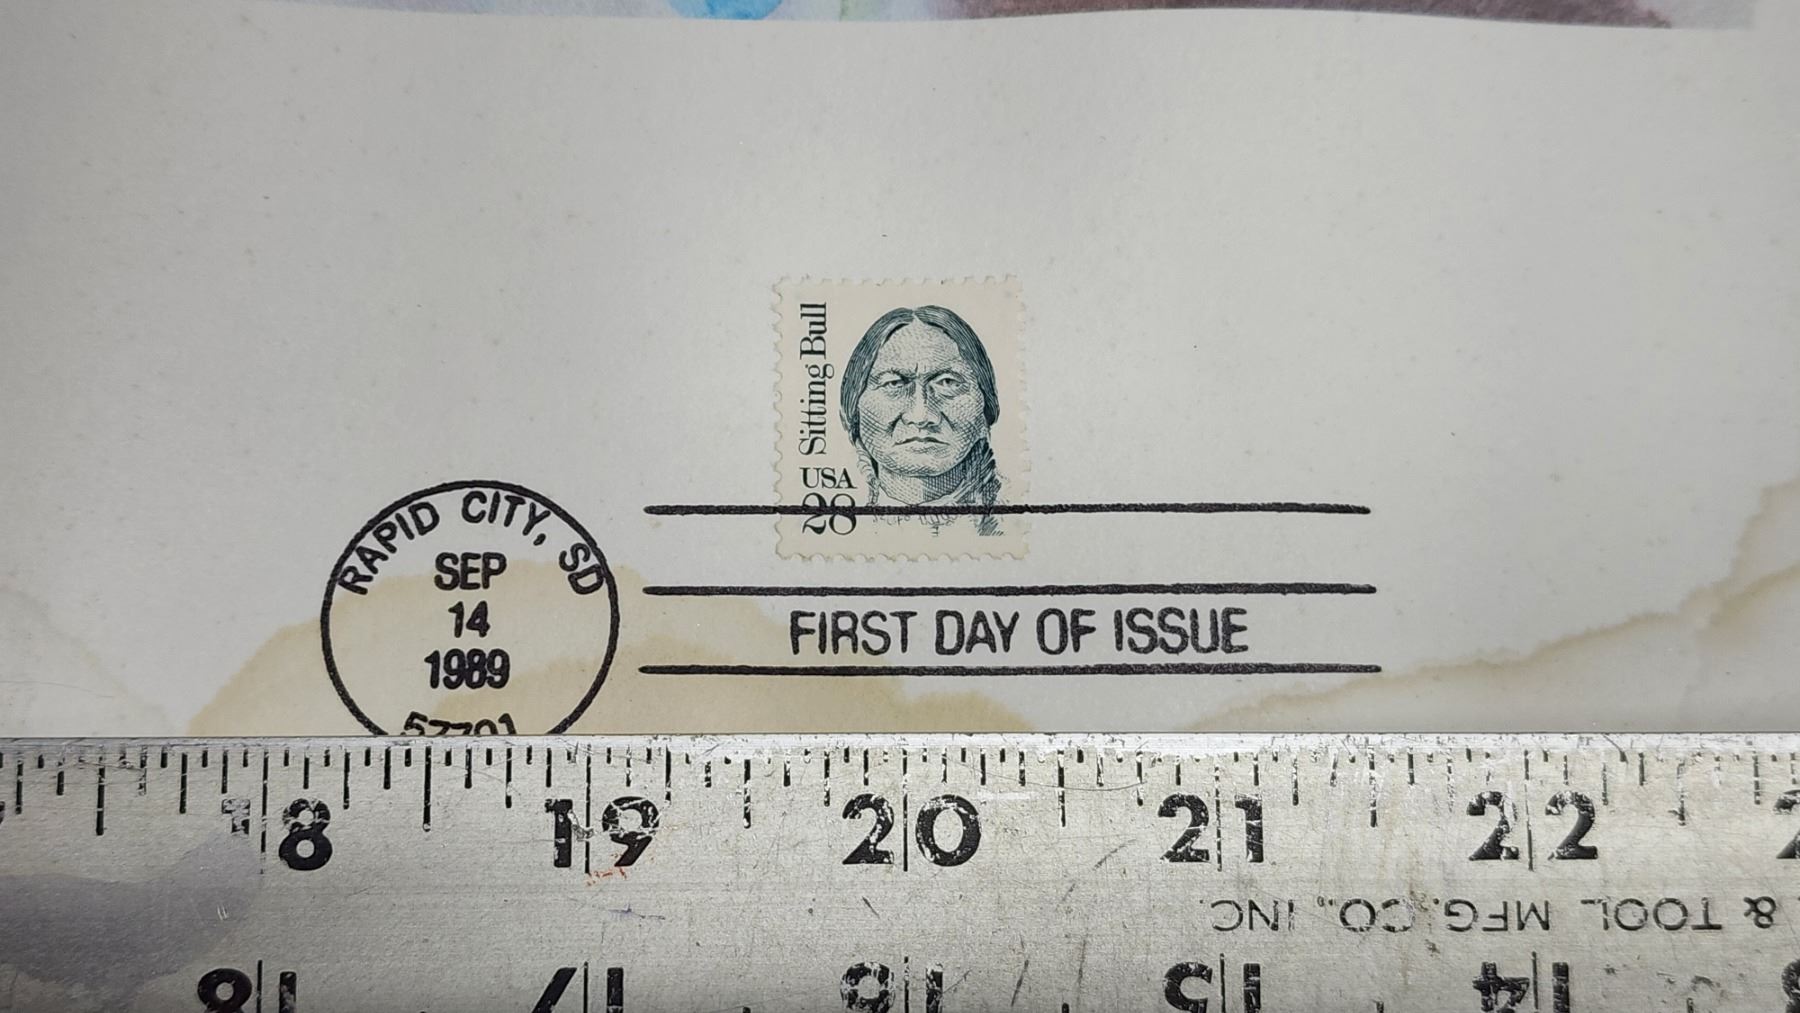 Sitting Bull
USA
28
RAPID CITY, SD
SEP
14
1989
57701
FIRST DAY OF ISSUE
18 19 20 21 22
& TOOL MFG. CO., INC.
18 17 16 15 14